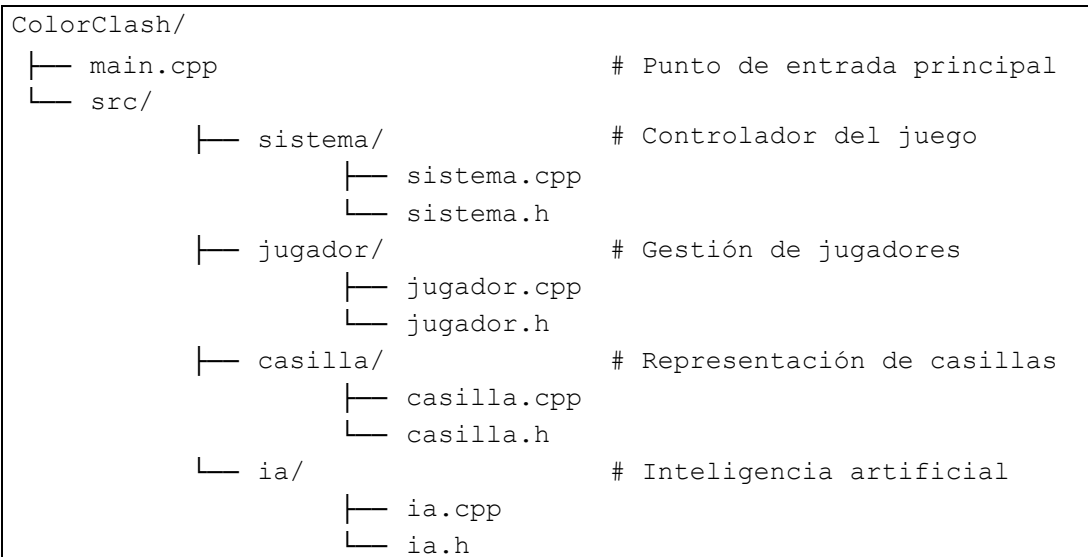 ColorClash/
├── main.cpp                          # Punto de entrada principal
└── src/
            ├── sistema/              # Controlador del juego
                      ├── sistema.cpp
                      └── sistema.h
            ├── jugador/              # Gestión de jugadores
                      ├── jugador.cpp
                      └── jugador.h
            ├── casilla/              # Representación de casillas
                      ├── casilla.cpp
                      └── casilla.h
            └── ia/                   # Inteligencia artificial
                      ├── ia.cpp
                      └── ia.h